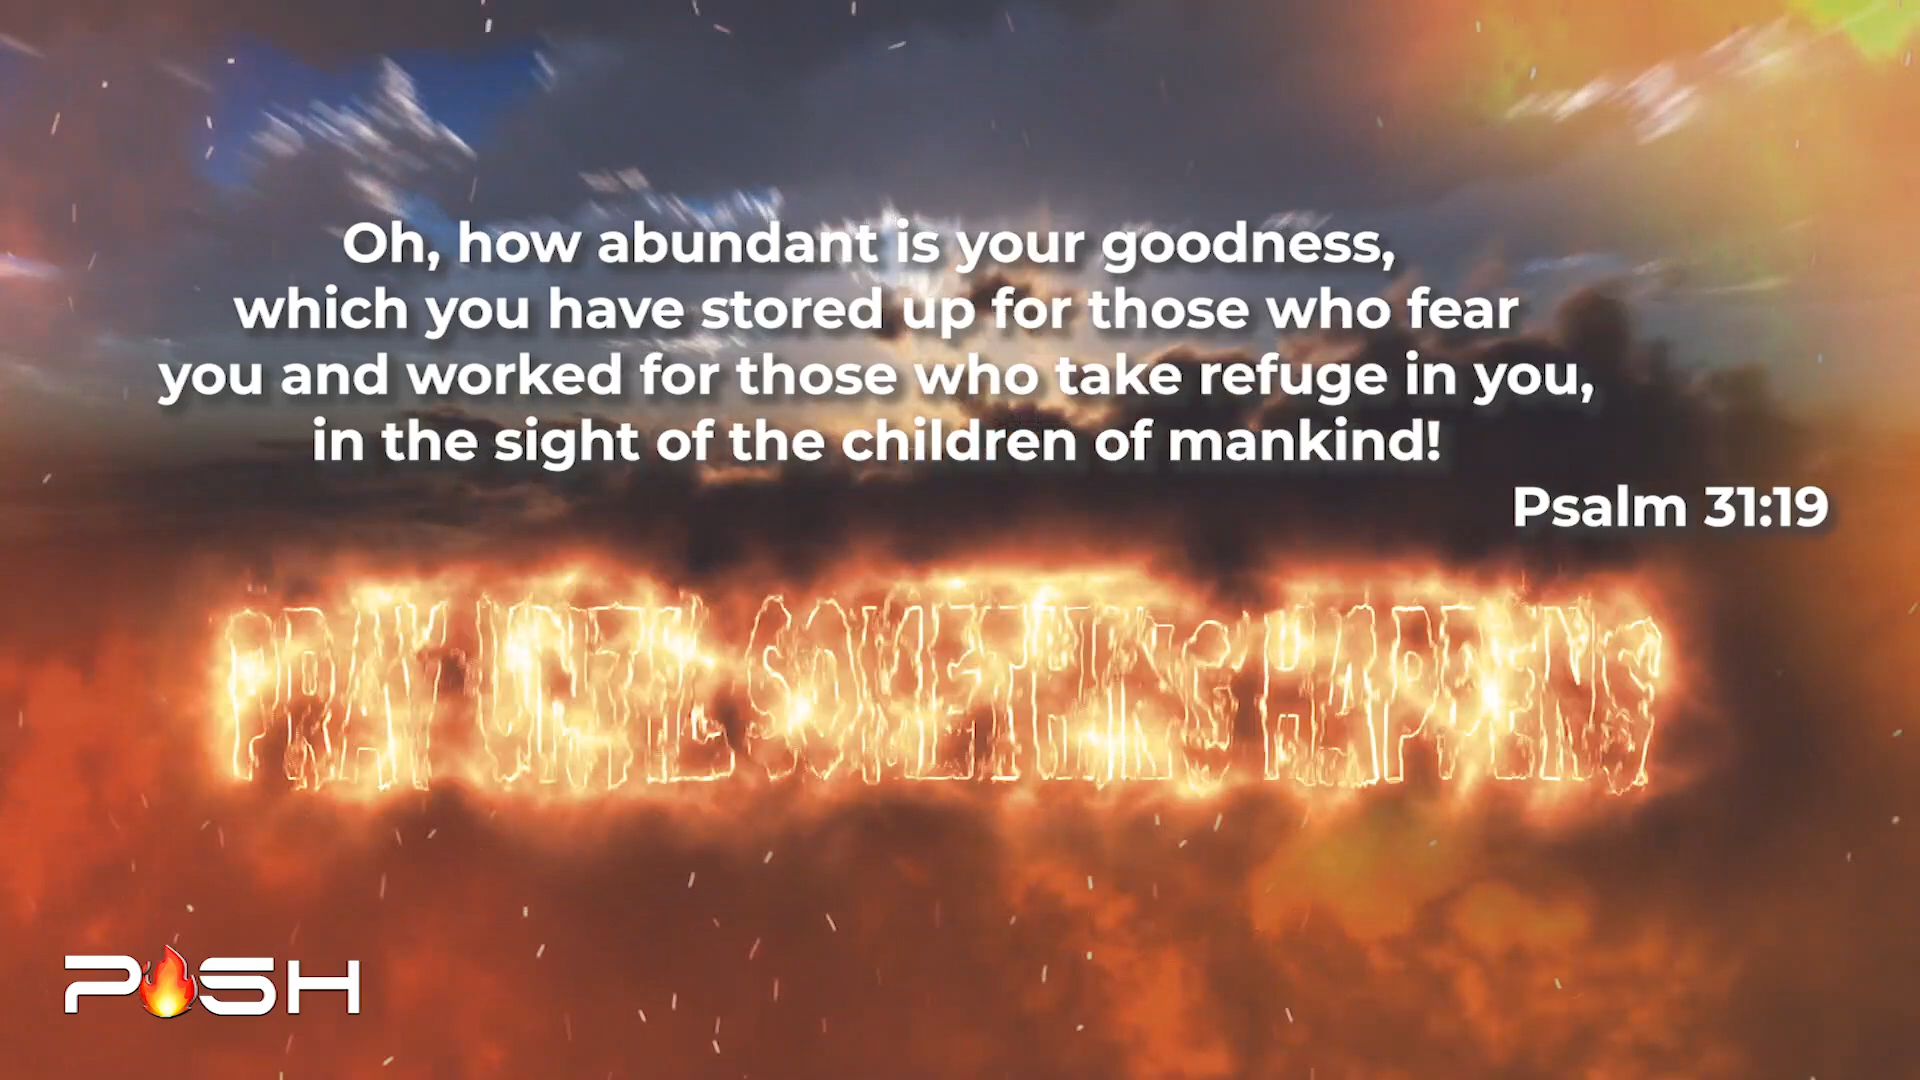 Oh, how abundant is your goodness,
which you have stored up for those who fear
you and worked for those who take refuge in you,
in the sight of the children of mankind!
Psalm 31:19
PRAY UNTIL SOMETHING HAPPENS
PUSH